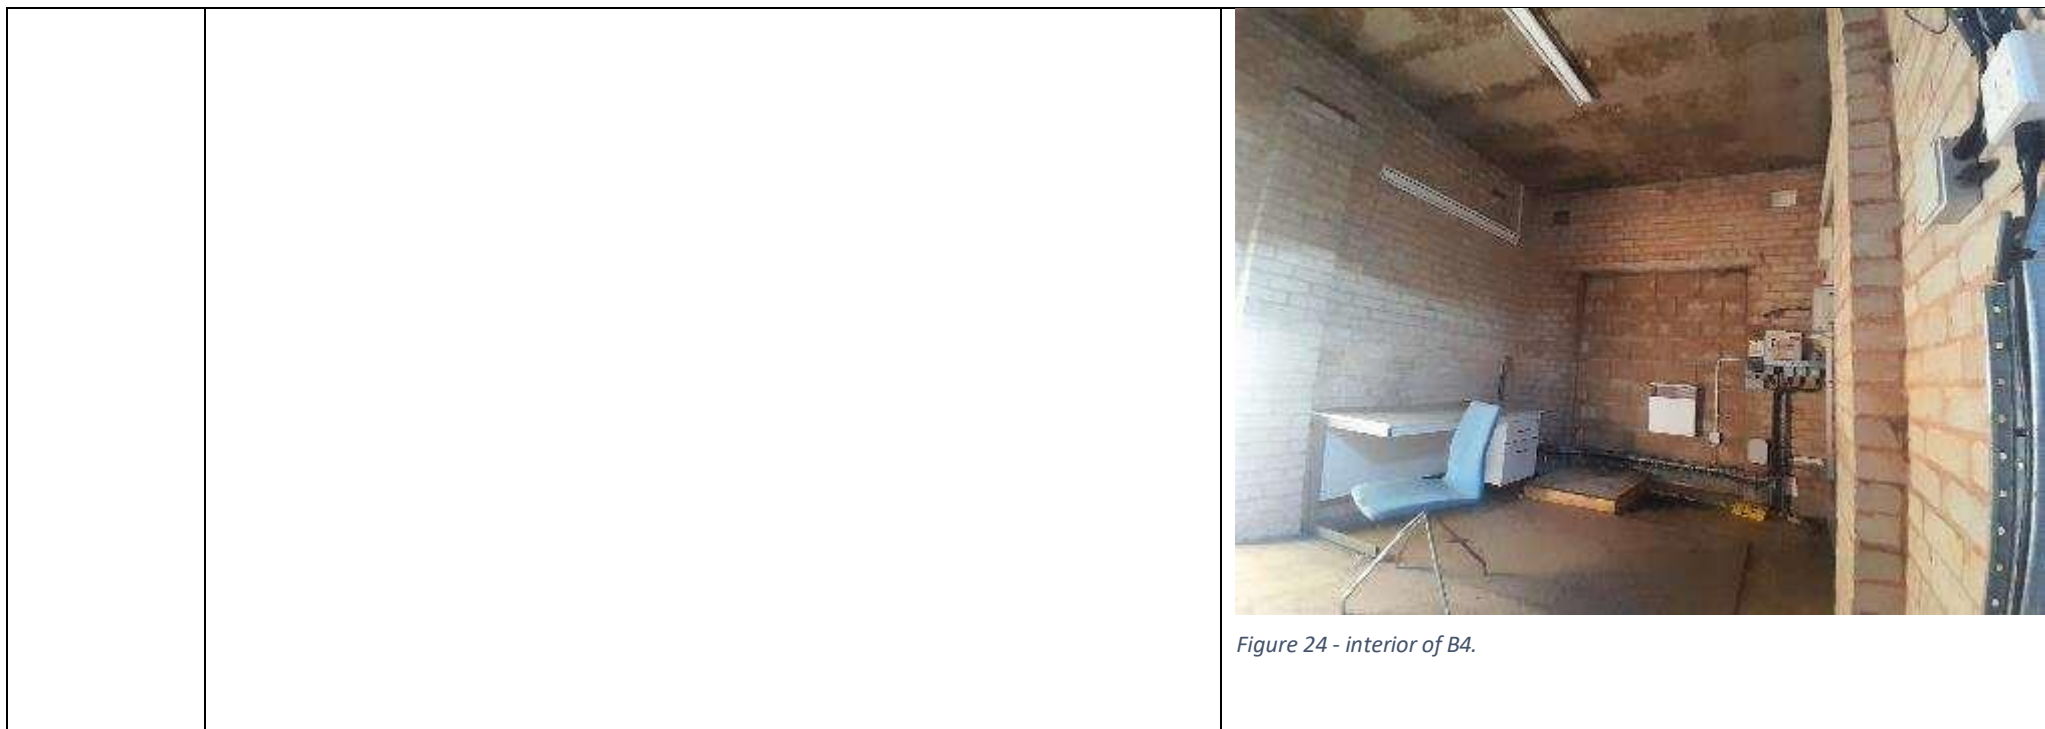 Figure 24 - interior of B4.